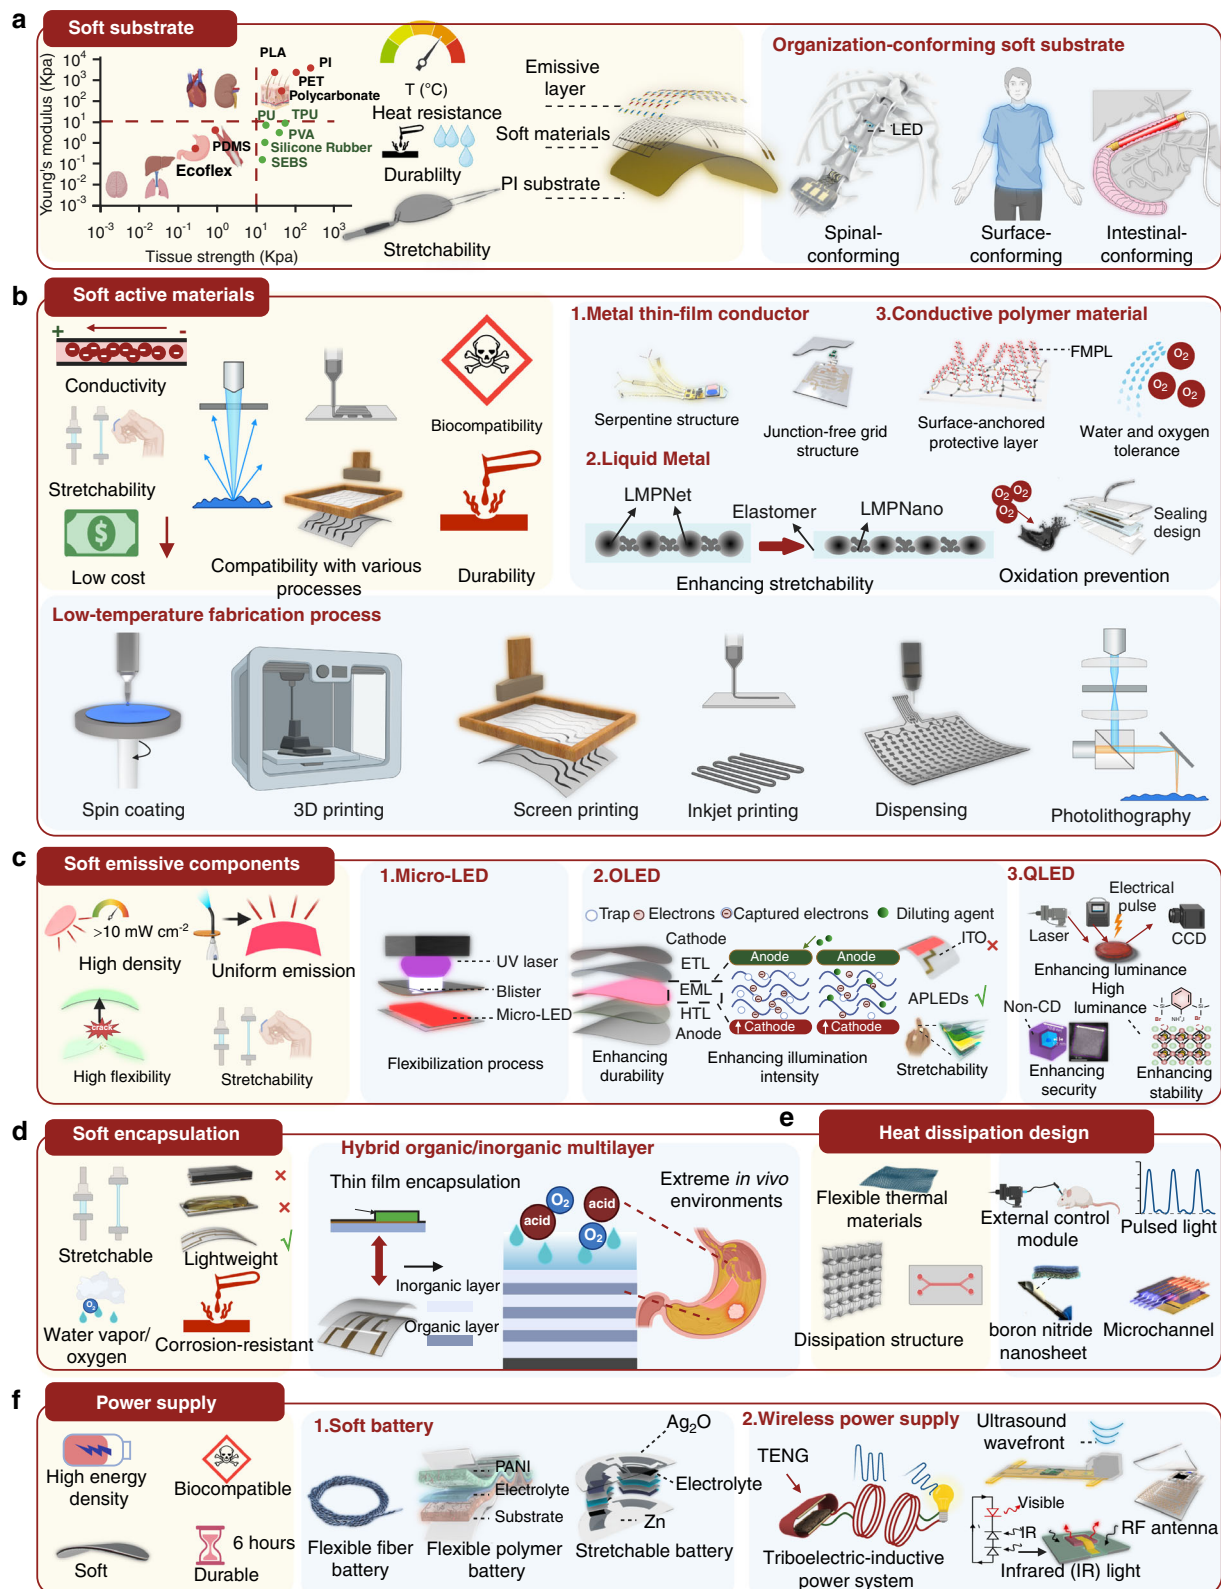 a
Soft substrate
Young's modulus (Kpa)
10⁴
10³
10²
10¹
10⁰
10⁻¹
10⁻²
10⁻³
10⁻³ 10⁻² 10⁻¹ 10⁰ 10¹ 10² 10³
Tissue strength (Kpa)
PLA
PI
PET
Polycarbonate
PU TPU
PDMS
PVA
Silicone Rubber
Ecoflex
SEBS
T (°C)
Heat resistance
Durablilty
Stretchability
Emissive
layer
Soft materials
PI substrate
Organization-conforming soft substrate
LED
Spinal-
conforming
Surface-
conforming
Intestinal-
conforming
b
Soft active materials
+ -
Conductivity
Stretchability
$
Low cost
Compatibility with various
processes
Biocompatibility
Durability
1.Metal thin-film conductor
Serpentine structure
Junction-free grid
structure
3.Conductive polymer material
FMPL
O₂
O₂
O₂
Surface-anchored
protective layer
Water and oxygen
tolerance
2.Liquid Metal
LMPNet
Elastomer
LMPNano
Enhancing stretchability
O₂
O₂
O₂
Sealing
design
Oxidation prevention
Low-temperature fabrication process
Spin coating
3D printing
Screen printing
Inkjet printing
Dispensing
Photolithography
c
Soft emissive components
>10 mW cm⁻²
High density
Uniform emission
crack
High flexibility
Stretchability
1.Micro-LED
UV laser
Blister
Micro-LED
Flexibilization process
2.OLED
Trap Electrons Captured electrons Diluting agent
Cathode
ETL
EML
HTL
Anode
Enhancing
durability
Anode
Anode
Cathode
Cathode
Enhancing illumination
intensity
ITO
×
APLEDs √
Stretchability
3.QLED
Electrical
pulse
Laser
CCD
Enhancing luminance
High
luminance
Non-CD
Enhancing
security
Enhancing
stability
d
Soft encapsulation
Stretchable
×
×
√
Lightweight
O₂
Water vapor/
oxygen
Corrosion-resistant
Hybrid organic/inorganic multilayer
Thin film encapsulation
Inorganic layer
Organic layer
acid
O₂
acid
O₂
Extreme in vivo
environments
e
Heat dissipation design
Flexible thermal
materials
Dissipation structure
External control
module
Pulsed light
boron nitride
nanosheet
Microchannel
f
Power supply
High energy
density
Biocompatible
Soft
6 hours
Durable
1.Soft battery
Flexible fiber
battery
PANI
Electrolyte
Substrate
Flexible polymer
battery
Ag₂O
Electrolyte
Zn
Stretchable battery
2.Wireless power supply
TENG
Triboelectric-inductive
power system
Ultrasound
wavefront
Visible
IR
RF antenna
Infrared (IR) light